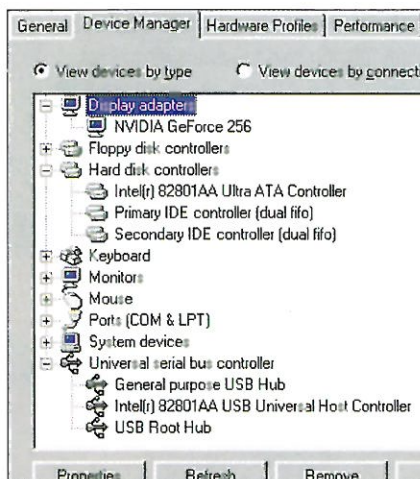 General Device Manager Hardware Profiles Performance
View devices by type View devices by connecti
Display adapters
NVIDIA GeForce 256
Floppy disk controllers
Hard disk controllers
Intel(r) 82801AA Ultra ATA Controller
Primary IDE controller (dual fifo)
Secondary IDE controller (dual fifo)
Keyboard
Monitors
Mouse
Ports (COM & LPT)
System devices
Universal serial bus controller
General purpose USB Hub
Intel(r) 82801AA USB Universal Host Controller
USB Root Hub
Properties Refresh Remove